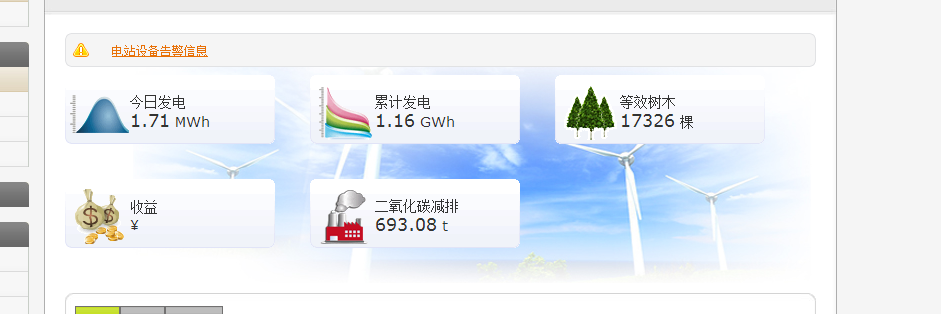 电站设备告警信息
今日发电
1.71 MWh
累计发电
1.16 GWh
等效树木
17326 棵
收益
¥
二氧化碳减排
693.08 t